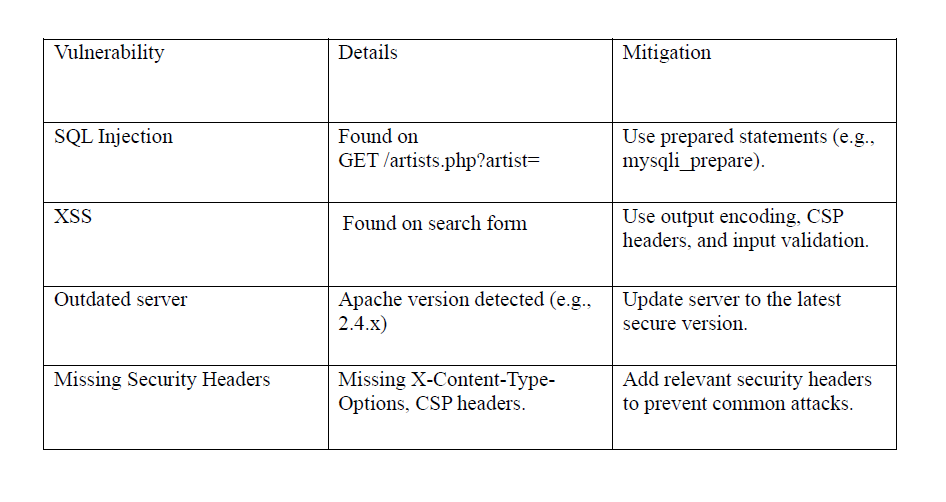 Vulnerability
Details
Mitigation
SQL Injection
Found on
GET /artists.php?artist=
Use prepared statements (e.g.,
mysqli_prepare).
XSS
Found on search form
Use output encoding, CSP
headers, and input validation.
Outdated server
Apache version detected (e.g.,
2.4.x)
Update server to the latest
secure version.
Missing Security Headers
Missing X-Content-Type-
Options, CSP headers.
Add relevant security headers
to prevent common attacks.